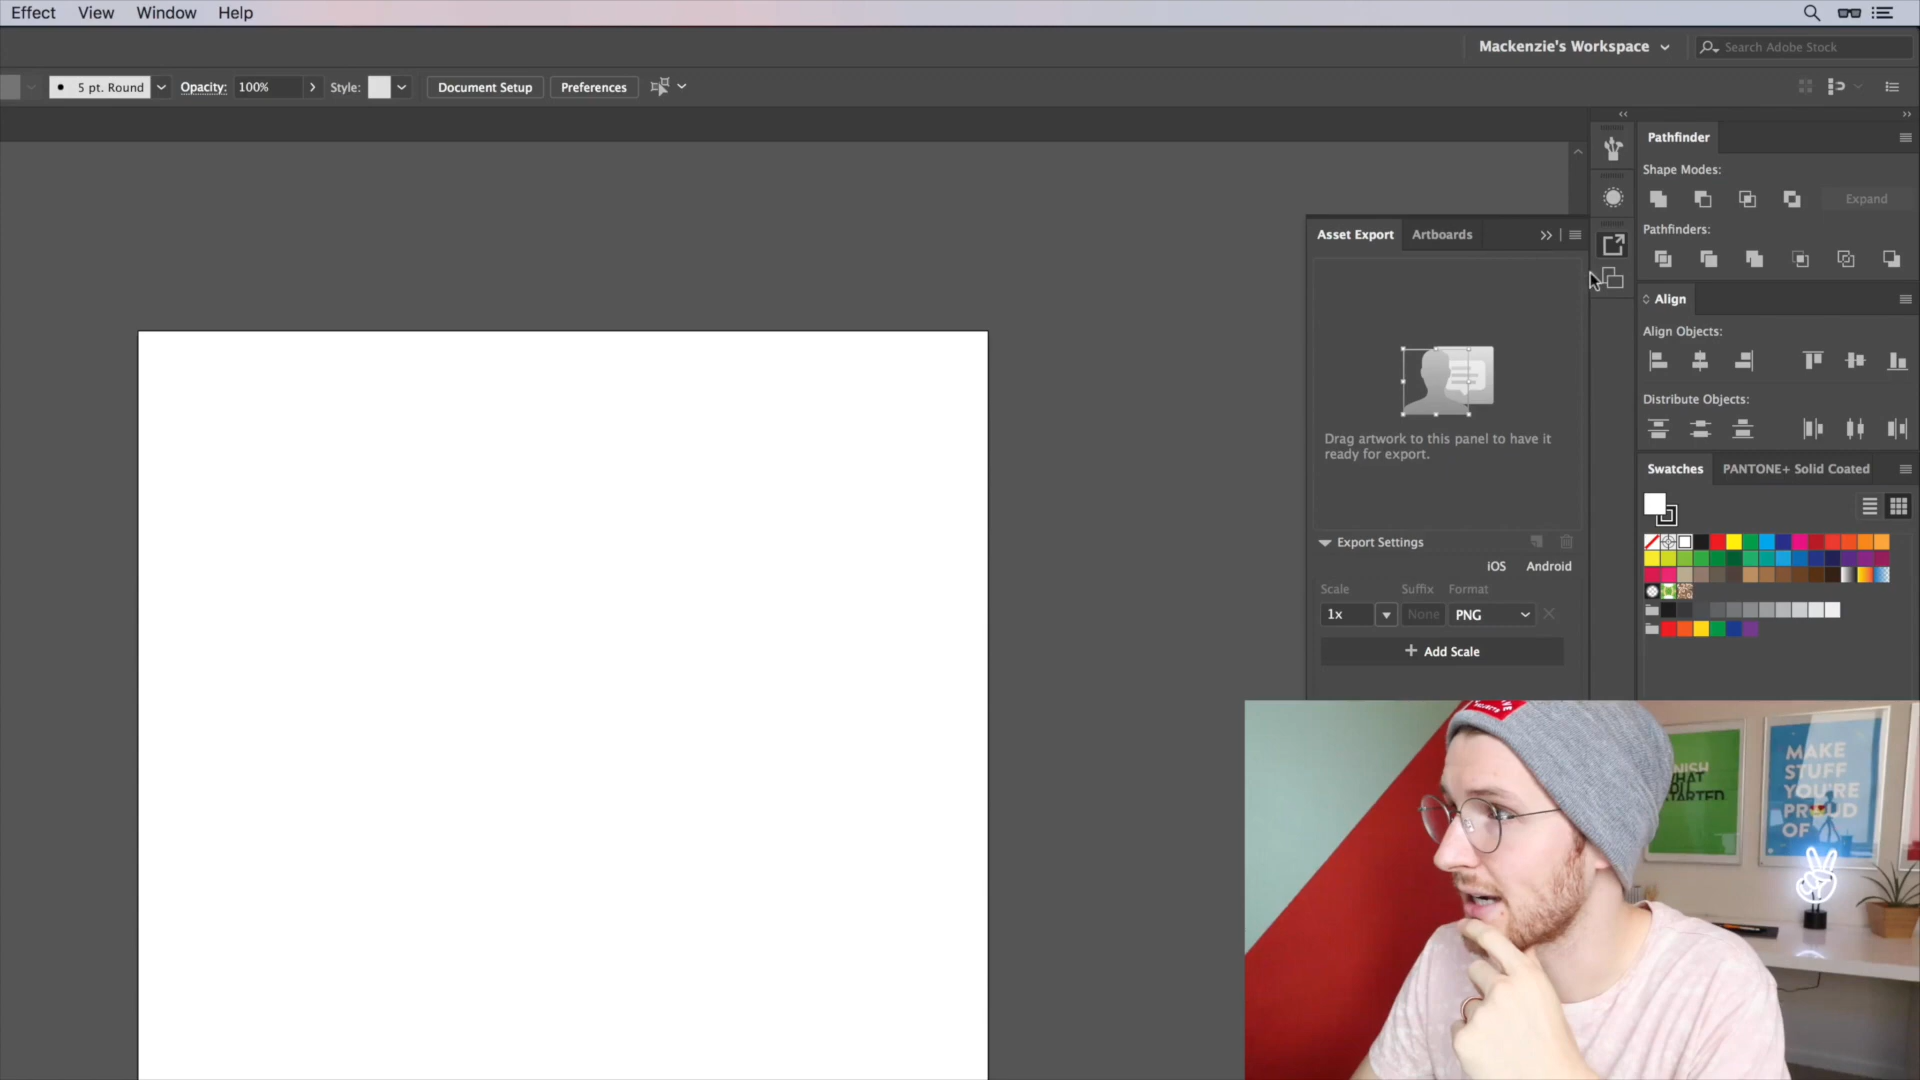 Effect View Window Help
Mackenzie's Workspace
Search Adobe Stock
5 pt. Round Opacity: 100% Style: Document Setup Preferences
Pathfinder
Shape Modes:
Expand
Pathfinders:
Asset Export Artboards
Align
Align Objects:
Distribute Objects:
Drag artwork to this panel to have it
ready for export.
Swatches PANTONE+ Solid Coated
Export Settings
iOS Android
Scale Suffix Format
1x None PNG
+ Add Scale
MAKE
STUFF
YOU'RE
PROUD
OF